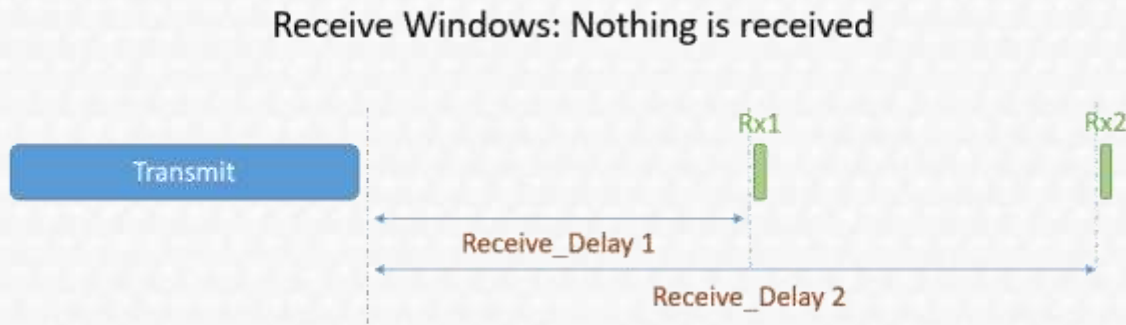 Receive Windows: Nothing is received
Rx1
Rx2
Transmit
Receive_Delay 1
Receive_Delay 2